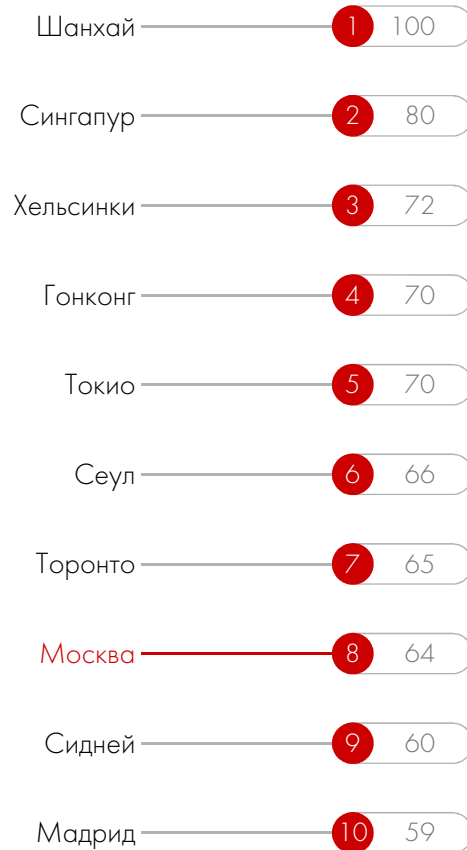 Шанхай 1 100
Сингапур 2 80
Хельсинки 3 72
Гонконг 4 70
Токио 5 70
Сеул 6 66
Торонто 7 65
Москва 8 64
Сидней 9 60
Мадрид 10 59